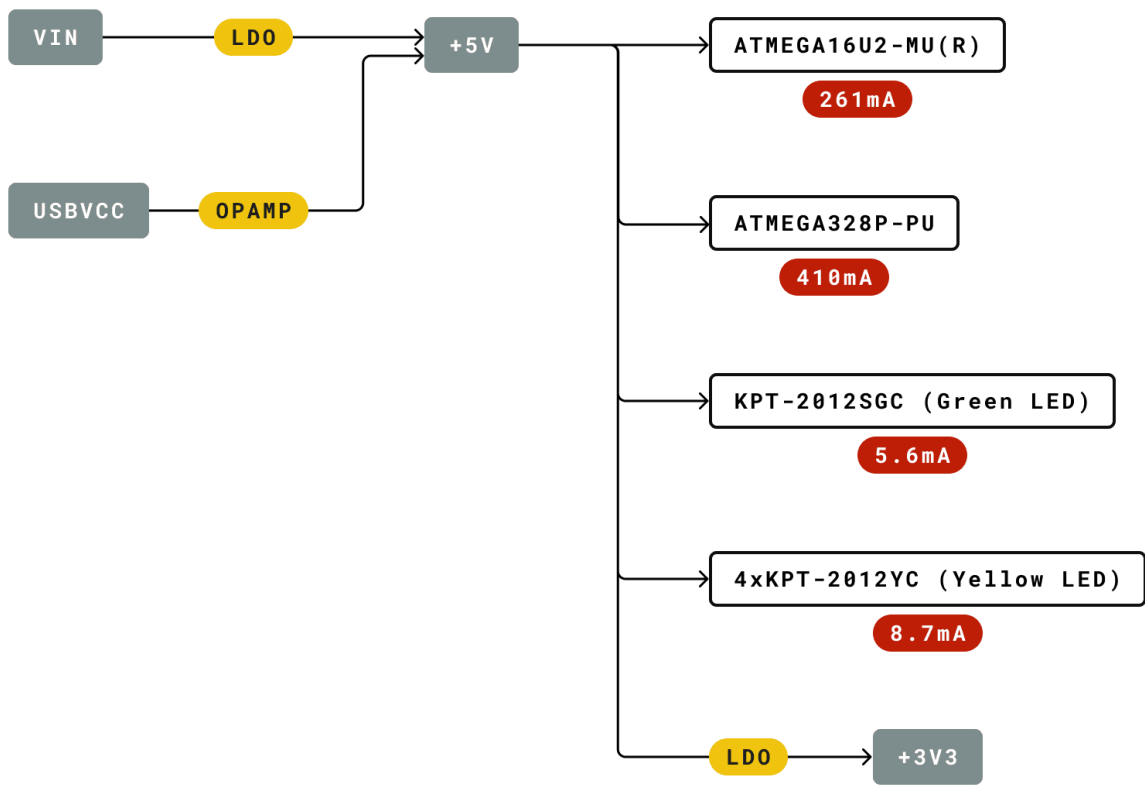 VIN
LDO
+5V
USBVCC
OPAMP
ATMEGA16U2-MU(R)
261mA
ATMEGA328P-PU
410mA
KPT-2012SGC (Green LED)
5.6mA
4xKPT-2012YC (Yellow LED)
8.7mA
LDO
+3V3